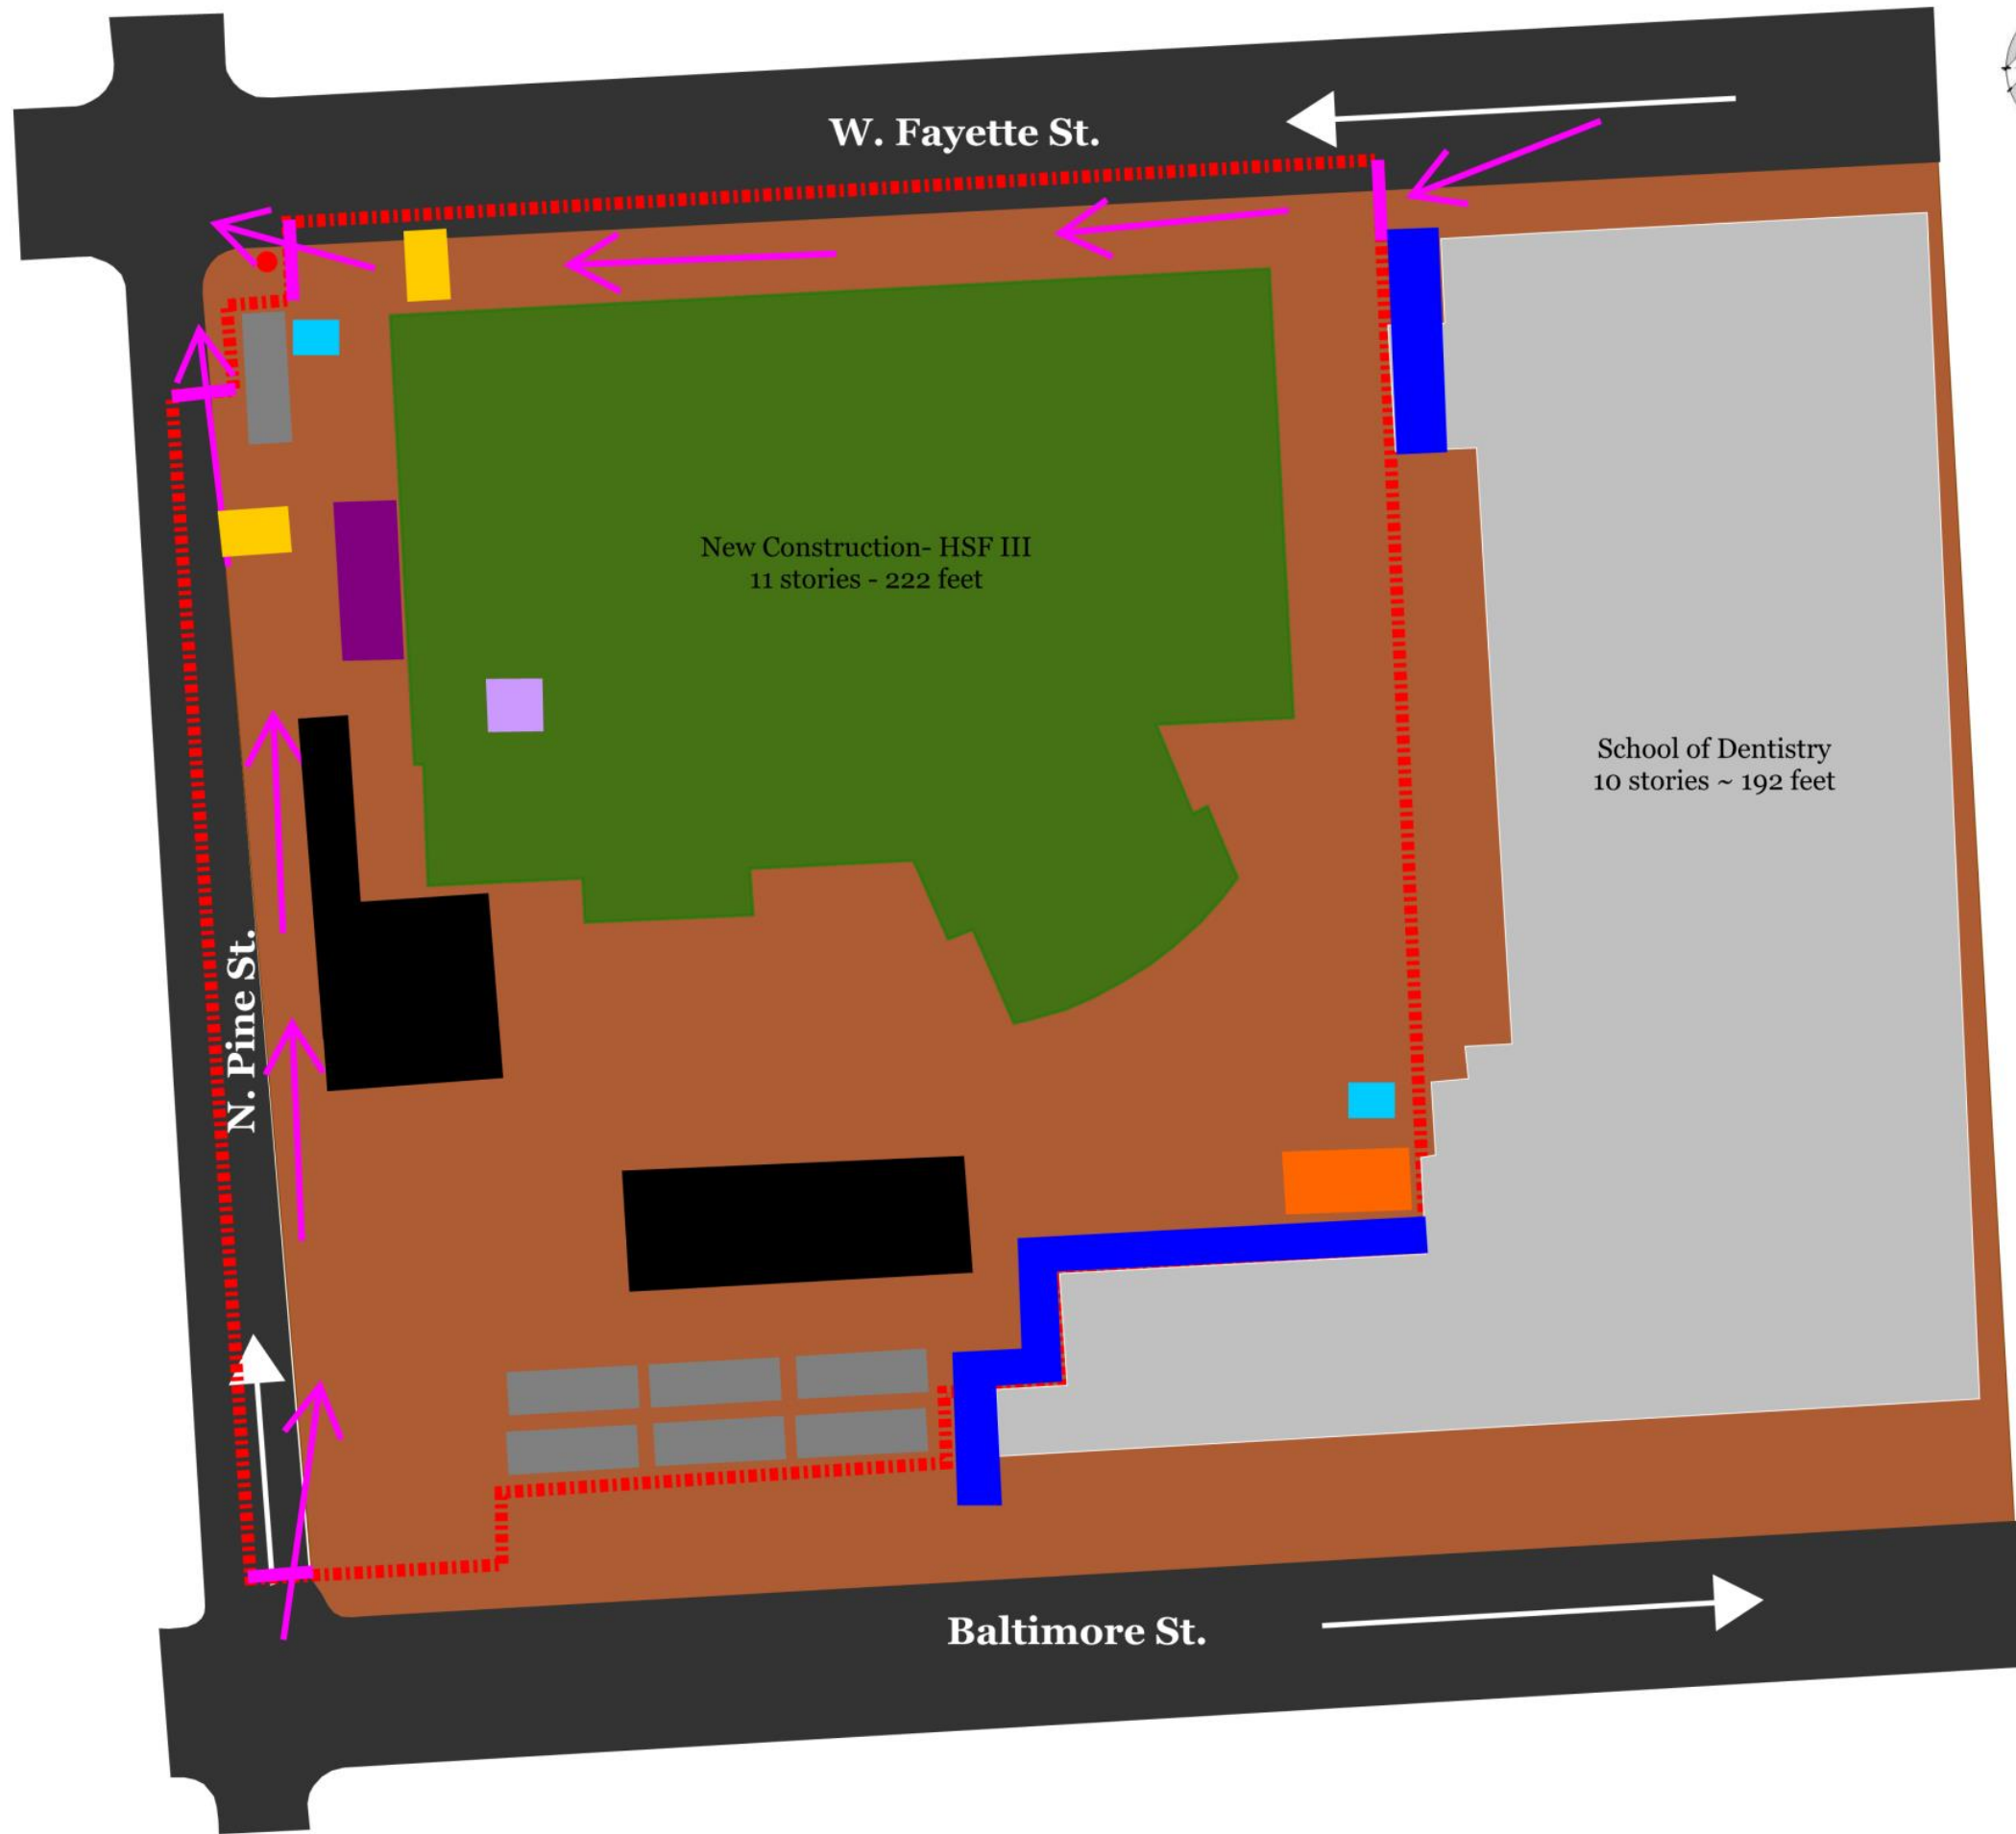 W. Fayette St.
New Construction- HSF III
11 stories - 222 feet
School of Dentistry
10 stories ~ 192 feet
N. Pine St.
Baltimore St.